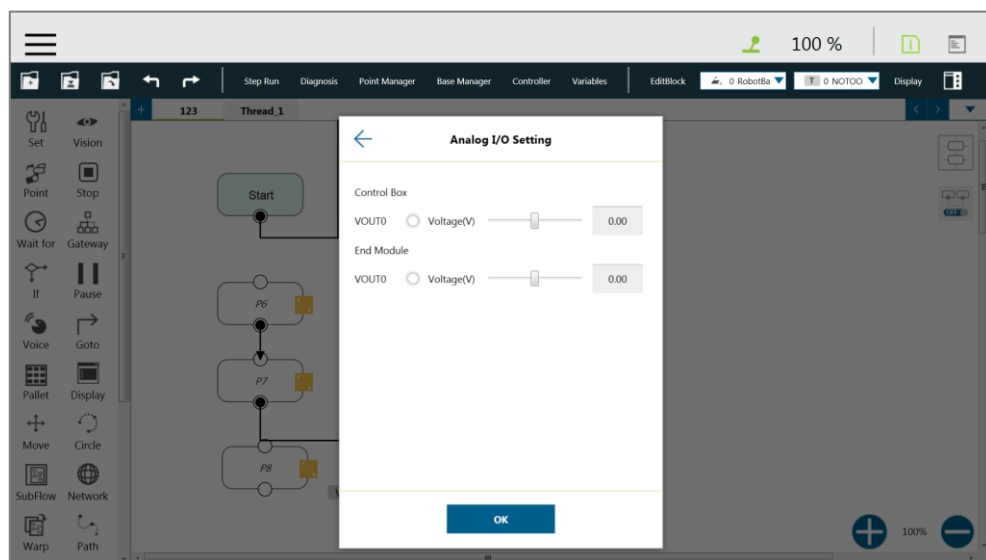 100 %
Step Run Diagnosis Point Manager Base Manager Controller Variables EditBlock 0 RobotBa T 0 NOTOO Display
+ 123 Thread_1
Set Vision
Point Stop
Wait for Gateway
If Pause
Voice Goto
Pallet Display
Move Circle
SubFlow Network
Warp Path
Start
P6
P7
P8
Analog I/O Setting
Control Box
VOUT0 Voltage(V) 0.00
End Module
VOUT0 Voltage(V) 0.00
OK
OFF
100%